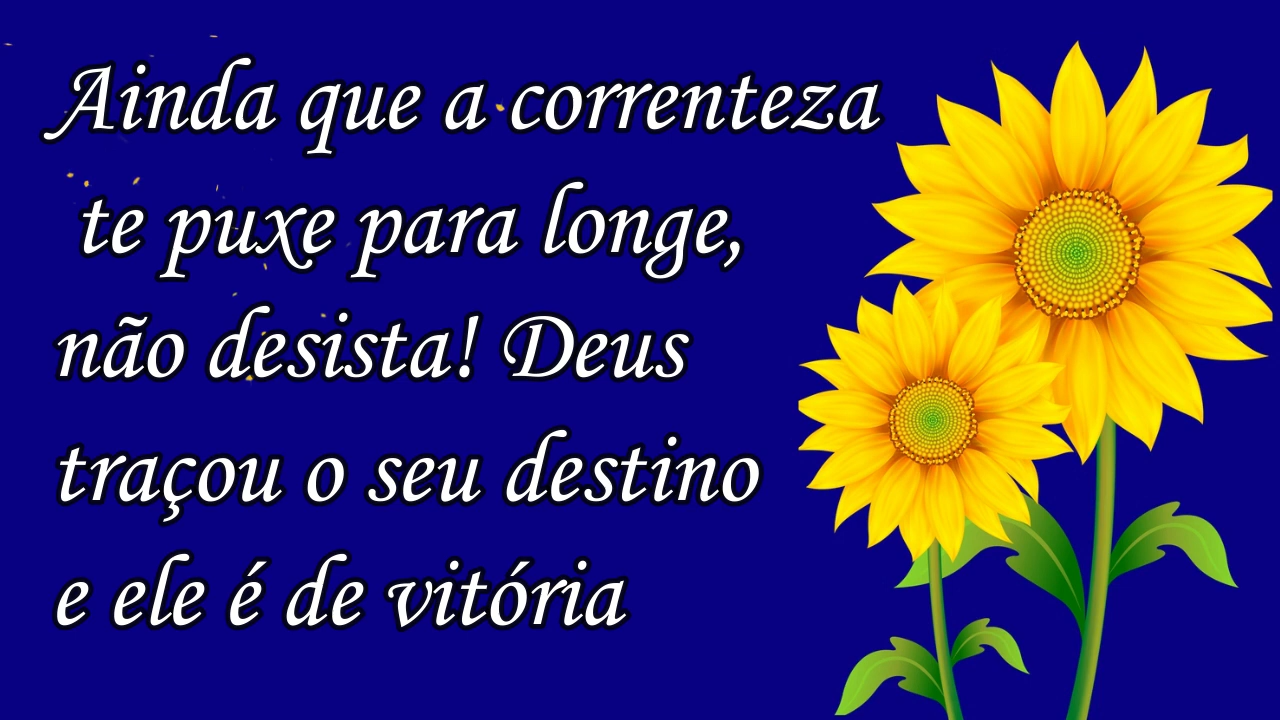 Ainda que a correnteza
te puxe para longe,
não desista! Deus
traçou o seu destino
e ele é de vitória